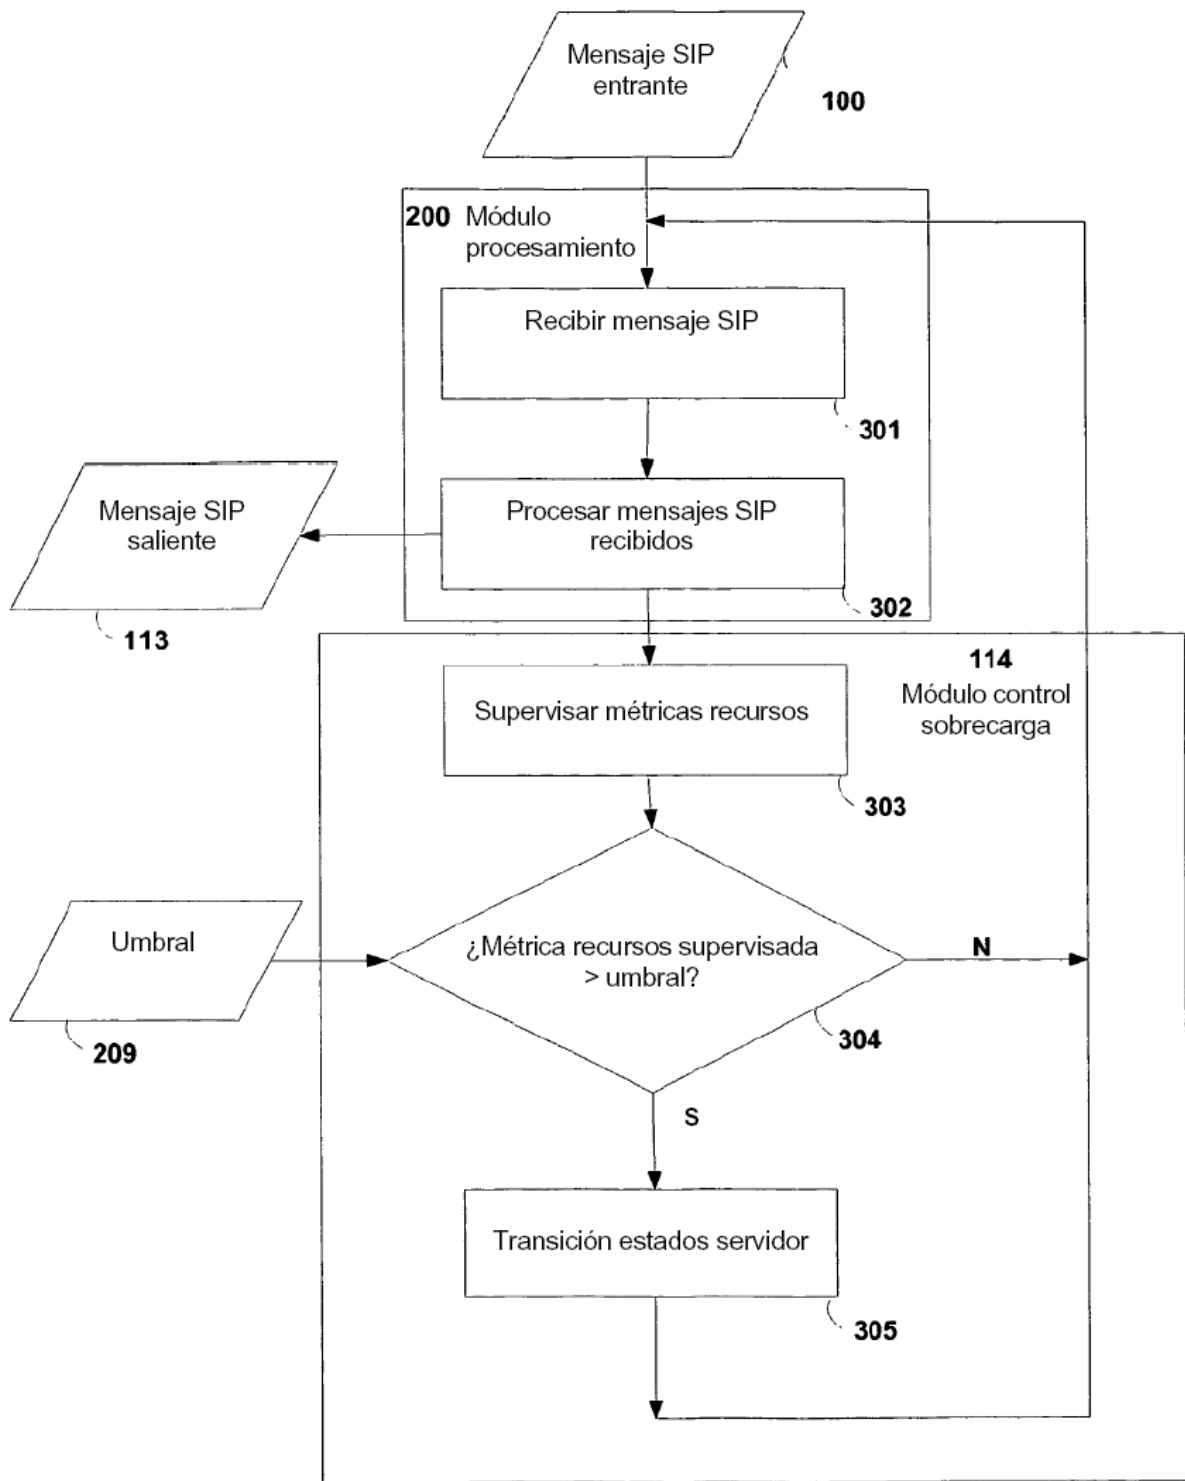 Mensaje SIP
entrante
100
200 Módulo
procesamiento
Recibir mensaje SIP
301
Mensaje SIP
saliente
113
Procesar mensajes SIP
recibidos
302
114
Módulo control
sobrecarga
Supervisar métricas recursos
303
Umbral
209
¿Métrica recursos supervisada
> umbral?
N
304
S
Transición estados servidor
305